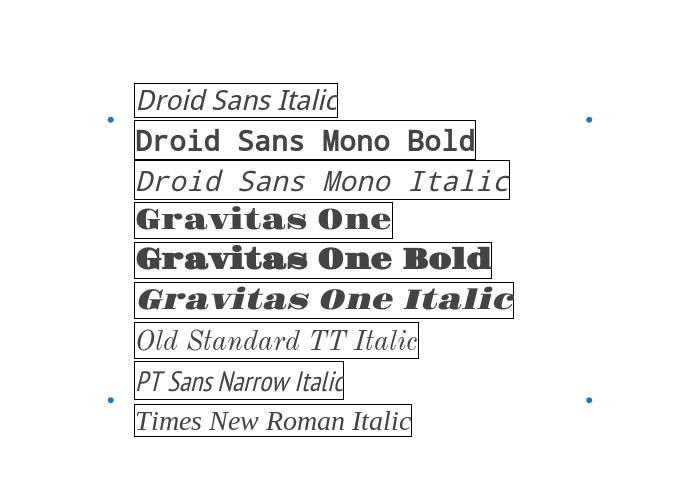 Droid Sans Italic
Droid Sans Mono Bold
Droid Sans Mono Italic
Gravitas One
Gravitas One Bold
Gravitas One Italic
Old Standard TT Italic
PT Sans Narrow Italic
Times New Roman Italic